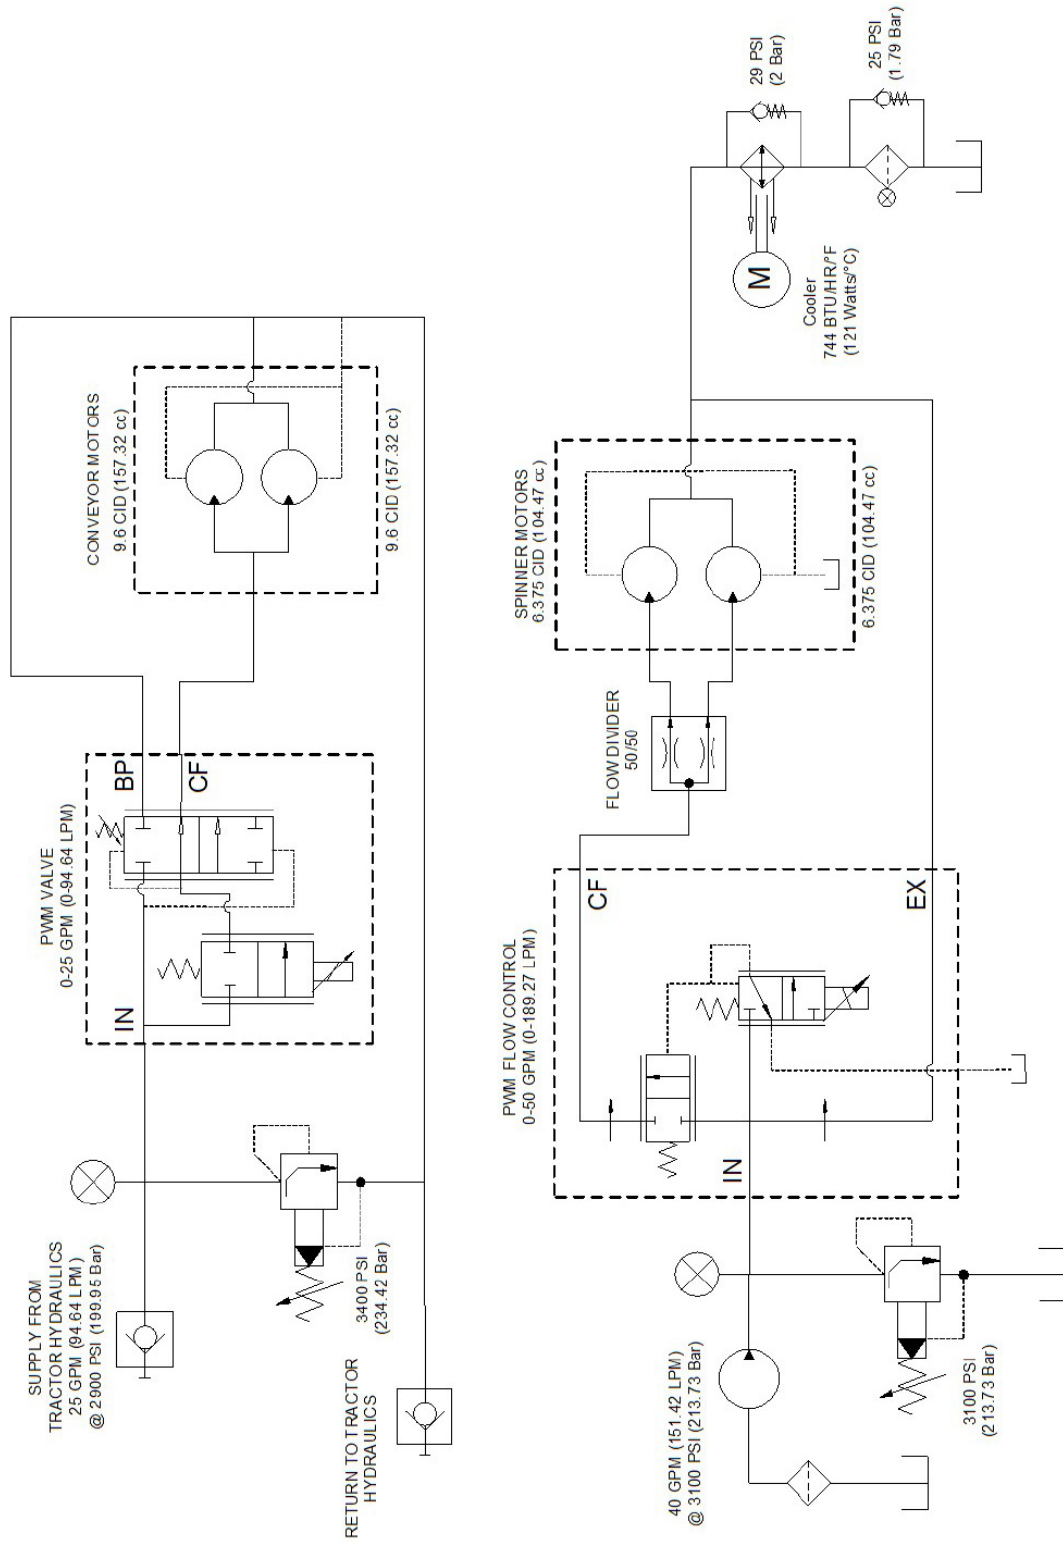 SUPPLY FROM
TRACTOR HYDRAULICS
25 GPM (94.64 LPM)
@ 2900 PSI (199.95 Bar)
PWM VALVE
0-25 GPM (0-94.64 LPM)
IN
BP
CF
CONVEYOR MOTORS
9.6 CID (157.32 cc)
9.6 CID (157.32 cc)
3400 PSI
(234.42 Bar)
RETURN TO TRACTOR
HYDRAULICS
40 GPM (151.42 LPM)
@ 3100 PSI (213.73 Bar)
3100 PSI
(213.73 Bar)
PWM FLOW CONTROL
0-50 GPM (0-189.27 LPM)
IN
CF
EX
FLOW DIVIDER
50/50
SPINNER MOTORS
6.375 CID (104.47 cc)
6.375 CID (104.47 cc)
M
Cooler
744 BTU/HR/°F
(121 Watts/°C)
29 PSI
(2 Bar)
25 PSI
(1.79 Bar)